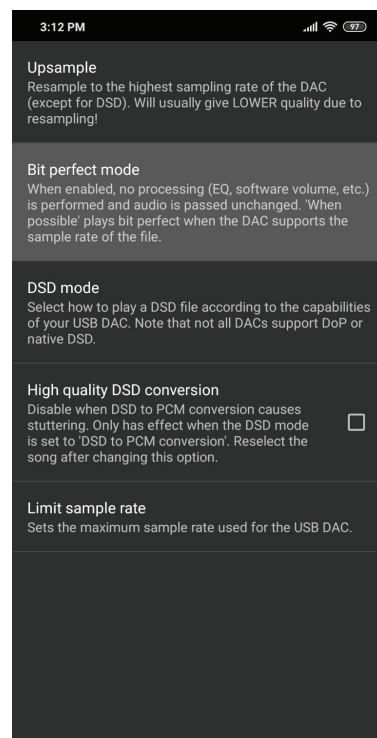 3:12 PM
97
Upsample
Resample to the highest sampling rate of the DAC
(except for DSD). Will usually give LOWER quality due to
resampling!
Bit perfect mode
When enabled, no processing (EQ, software volume, etc.)
is performed and audio is passed unchanged. 'When
possible' plays bit perfect when the DAC supports the
sample rate of the file.
DSD mode
Select how to play a DSD file according to the capabilities
of your USB DAC. Note that not all DACs support DoP or
native DSD.
High quality DSD conversion
Disable when DSD to PCM conversion causes
stuttering. Only has effect when the DSD mode
is set to 'DSD to PCM conversion'. Reselect the
song after changing this option.
Limit sample rate
Sets the maximum sample rate used for the USB DAC.